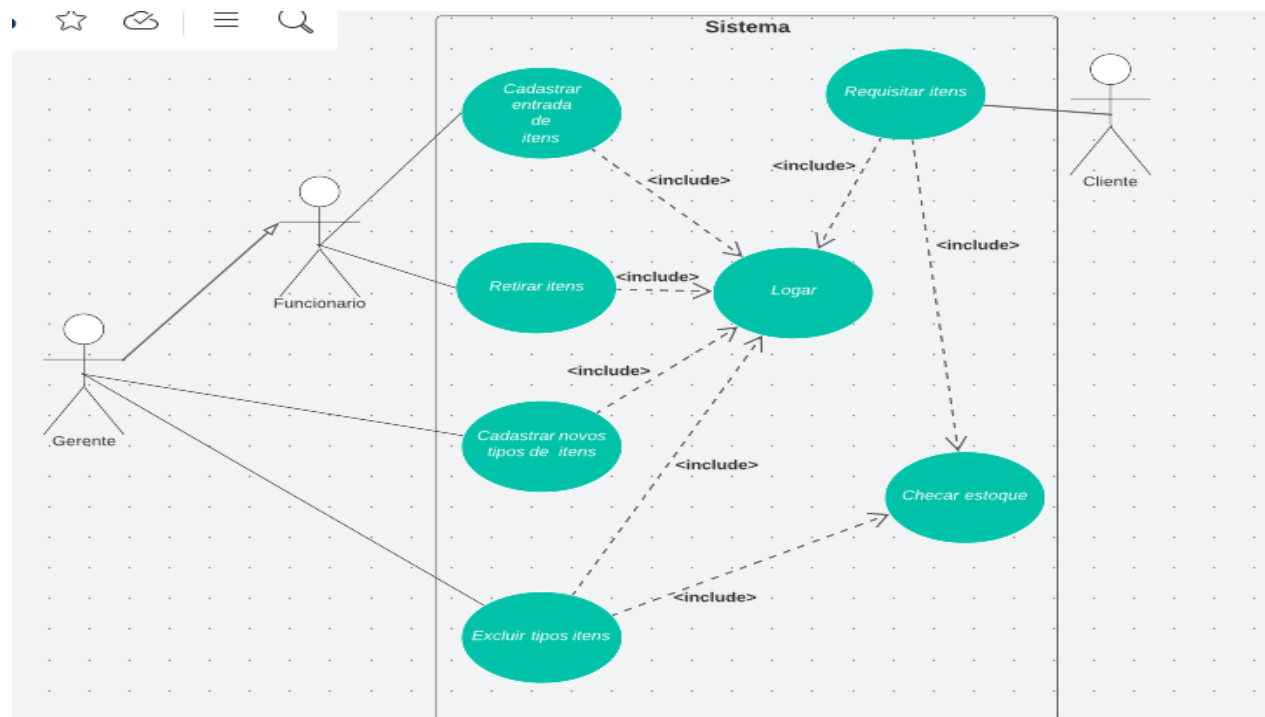 Sistema
Cadastrar
entrada
de
itens
Requisitar itens
<include>
<include>
Cliente
<include>
Funcionario
Retirar itens
<include>
Logar
<include>
Gerente
Cadastrar novos
tipos de itens
<include>
Checar estoque
<include>
Excluir tipos itens